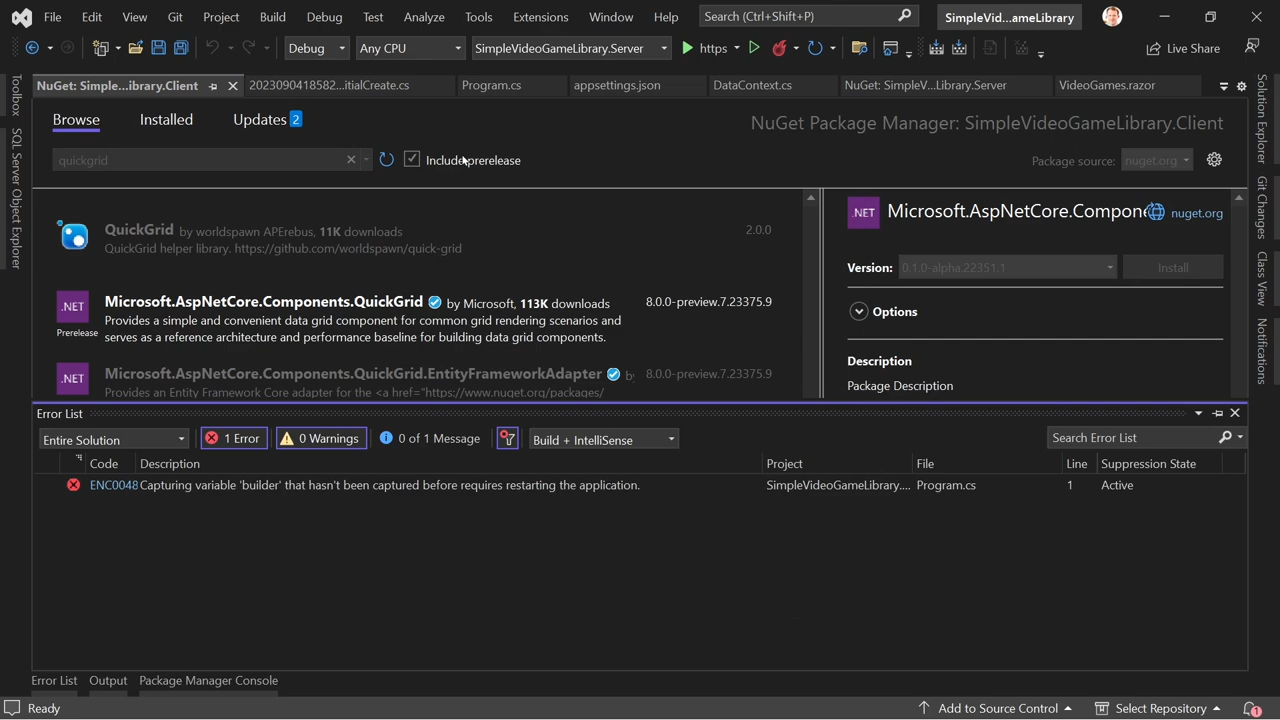 File Edit View Git Project Build Debug Test Analyze Tools Extensions Window Help Search (Ctrl+Shift+P) SimpleVid...ameLibrary
Debug Any CPU SimpleVideoGameLibrary.Server https Live Share
NuGet: Simple...ibrary.Client 2023090418582...itialCreate.cs Program.cs appsettings.json DataContext.cs NuGet: SimpleV...Library.Server VideoGames.razor
Toolbox
SQL Server Object Explorer
Solution Explorer
Git Changes
Class View
Notifications
Browse Installed Updates 2 NuGet Package Manager: SimpleVideoGameLibrary.Client
quickgrid Include prerelease Package source: nuget.org
QuickGrid by worldspawn APErebus, 11K downloads 2.0.0
QuickGrid helper library. https://github.com/worldspawn/quick-grid
.NET Microsoft.AspNetCore.Components.QuickGrid by Microsoft, 113K downloads 8.0.0-preview.7.23375.9
Prerelease
Provides a simple and convenient data grid component for common grid rendering scenarios and
serves as a reference architecture and performance baseline for building data grid components.
.NET Microsoft.AspNetCore.Components.QuickGrid.EntityFrameworkAdapter by 8.0.0-preview.7.23375.9
Provides an Entity Framework Core adapter for the <a href="https://www.nuget.org/packages/
.NET Microsoft.AspNetCore.Compone nuget.org
Version: 0.1.0-alpha.22351.1 Install
Options
Description
Package Description
Error List
Entire Solution 1 Error 0 Warnings 0 of 1 Message Build + IntelliSense Search Error List
Code Description Project File Line Suppression State
ENC0048 Capturing variable 'builder' that hasn't been captured before requires restarting the application. SimpleVideoGameLibrary.... Program.cs 1 Active
Error List Output Package Manager Console
Ready Add to Source Control Select Repository 1